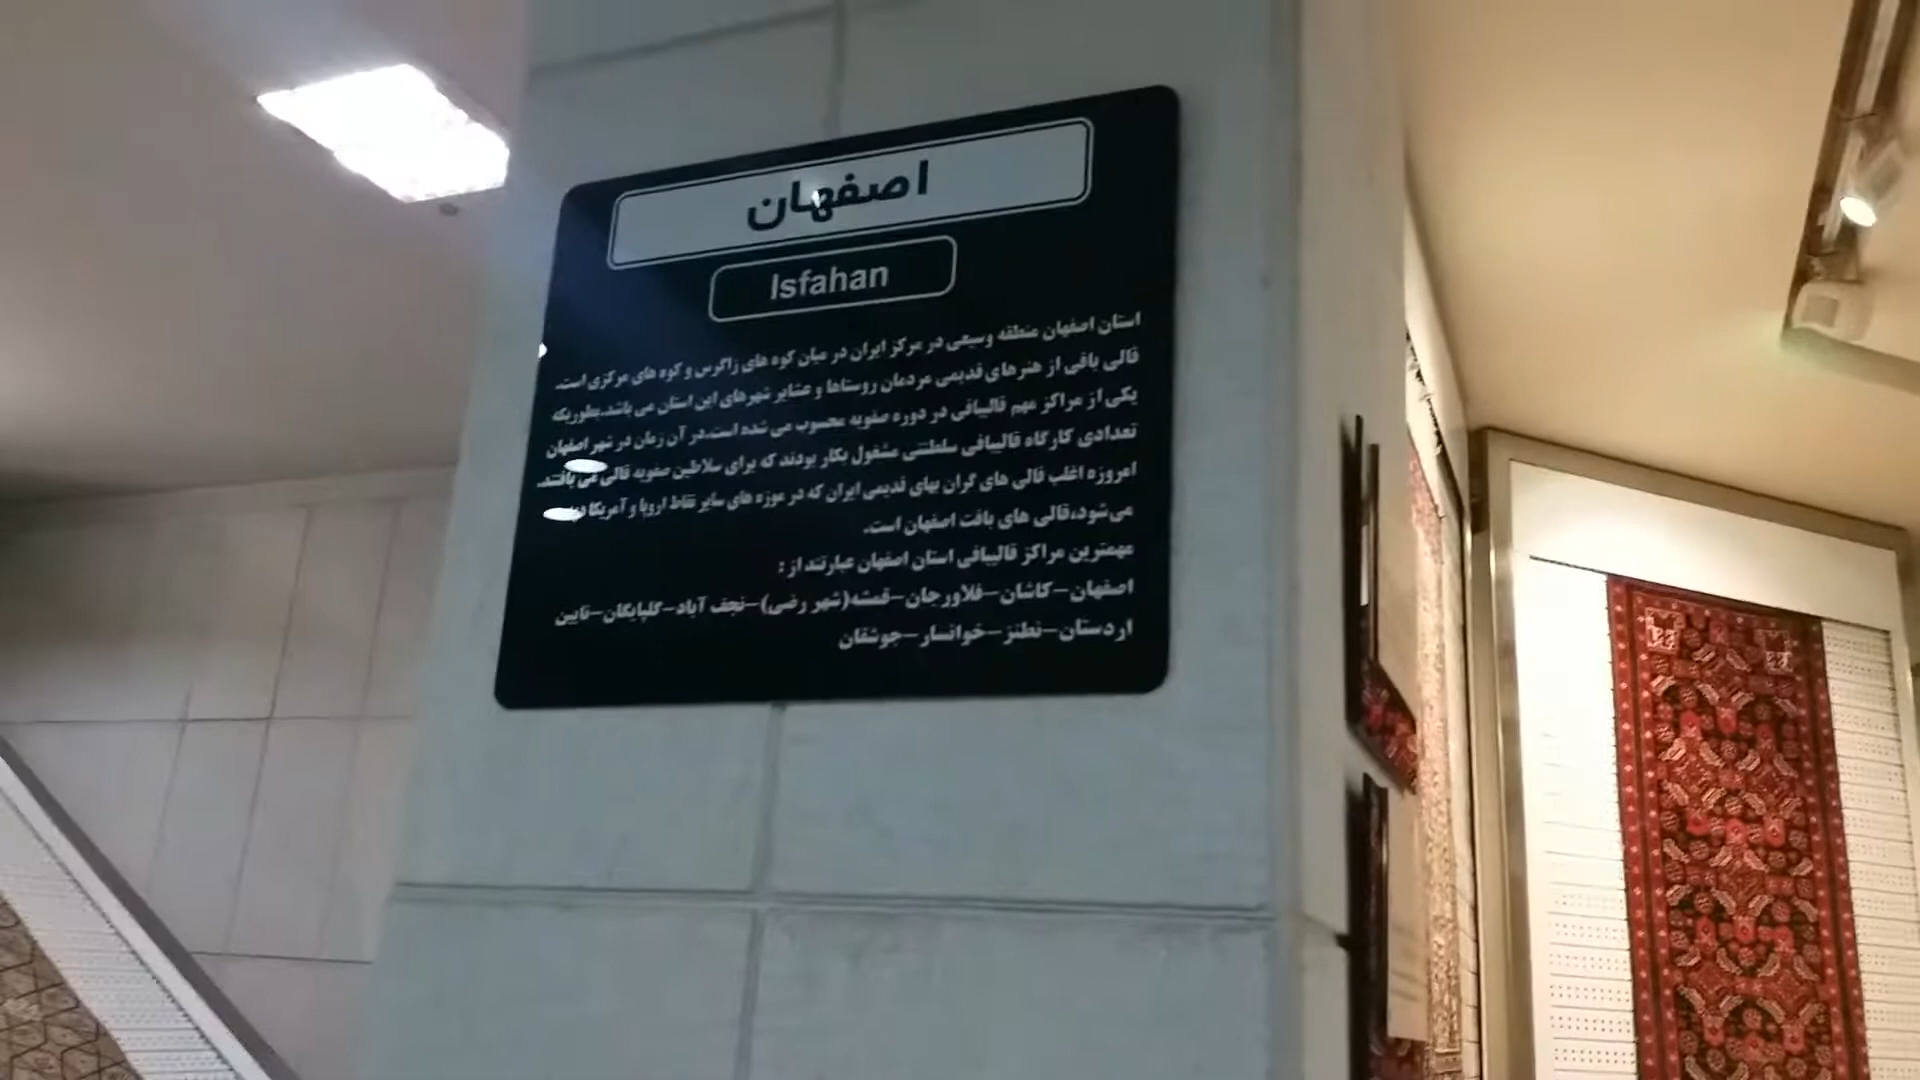 اصفهان
Isfahan
استان اصفهان منطقه وسیعی در مرکز ایران در میان کوه های زاگرس و کوه های مرکزی است.
قالی بافی از هنرهای قدیمی مردمان روستاها و عشایر شهرهای این استان می باشد.بطوریکه
یکی از مراکز مهم قالیبافی در دوره صفویه محسوب می شده است.در آن زمان در شهر اصفهان
تعدادی کارگاه قالیبافی سلطنتی مشغول بکار بودند که برای سلاطین صفویه قالی می بافتند.
امروزه اغلب قالی های گران بهای قدیمی ایران که در موزه های سایر نقاط اروپا و آمریکا
می شود،قالی های بافت اصفهان است.
مهمترین مراکز قالیبافی استان اصفهان عبارتند از :
اصفهان-کاشان-فلاورجان-قمشه(شهر رضی)-نجف آباد-گلپایگان-نایین
اردستان-نطنز-خوانسار-جوشقان